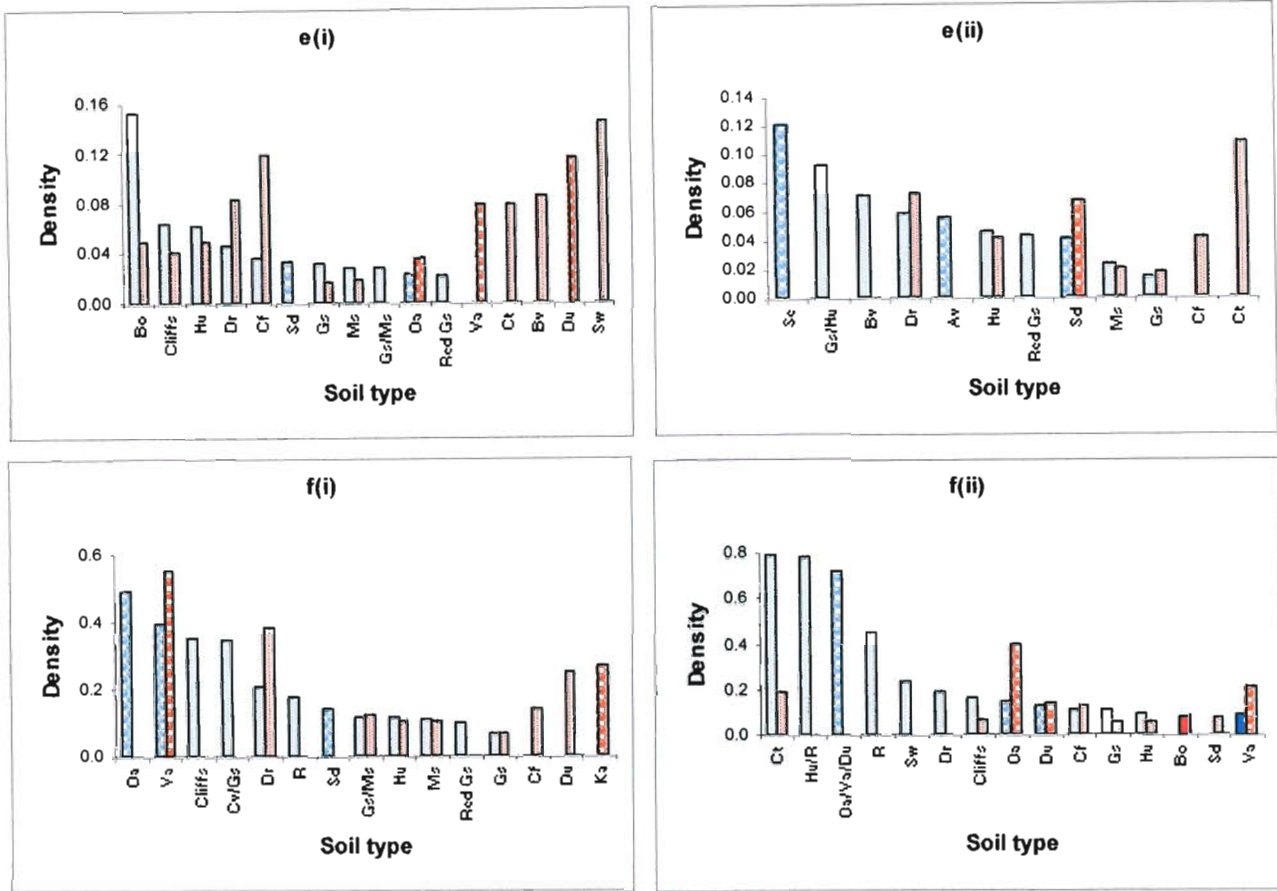 e(i)
Density
0.16
0.12
0.08
0.04
0.00
Bo Cliffs Hu Dr Cf Sd Gs Ms Gs/Ms Oa Red Gs Va Ct Bv Du Sw
Soil type
e(ii)
Density
0.14
0.12
0.10
0.08
0.06
0.04
0.02
0.00
Sc Gs/Hu Bv Dr Av Hu Red Gs Sd Ms Gs Cf Ct
Soil type
f(i)
Density
0.6
0.4
0.2
0.0
Oa Va Cliffs Cv/Gs Dr R Sd Gs/Ms Hu Ms Red Gs Gs Cf Du Ka
Soil type
f(ii)
Density
0.8
0.6
0.4
0.2
0.0
Ct Hu/R Oa/Va/Du R Sw Dr Cliffs Oa Du Cf Gs Hu Bo Sd Va
Soil type